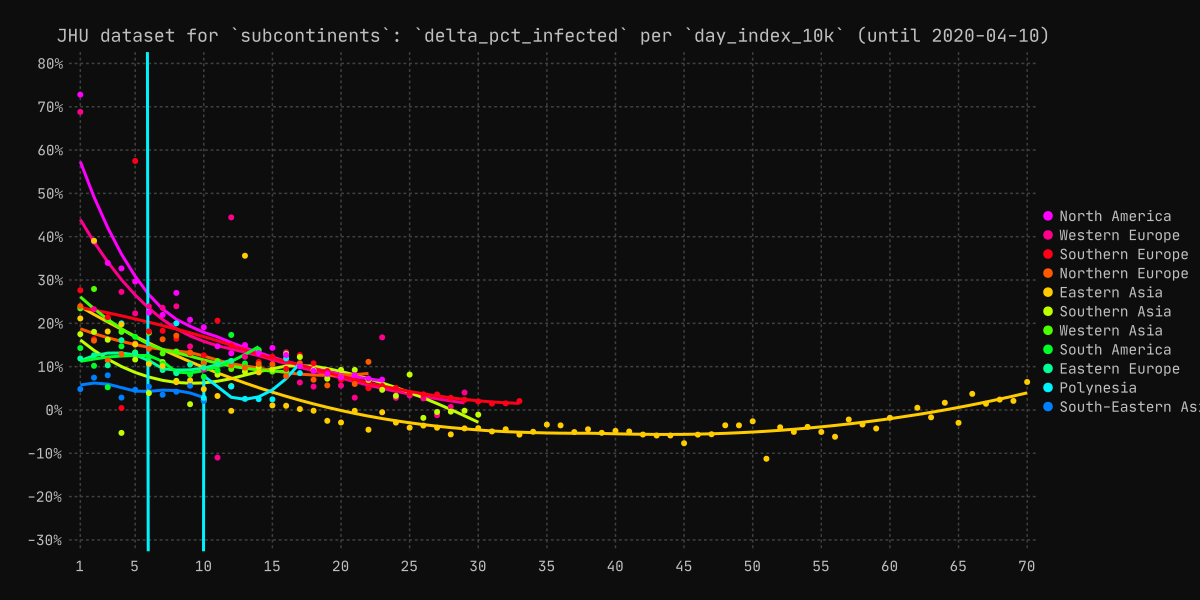 JHU dataset for `subcontinents`: `delta_pct_infected` per `day_index_10k` (until 2020-04-10)
80%
70%
60%
50%
40%
30%
20%
10%
0%
-10%
-20%
-30%
1 5 10 15 20 25 30 35 40 45 50 55 60 65 70
North America
Western Europe
Southern Europe
Northern Europe
Eastern Asia
Southern Asia
Western Asia
South America
Eastern Europe
Polynesia
South-Eastern Asi